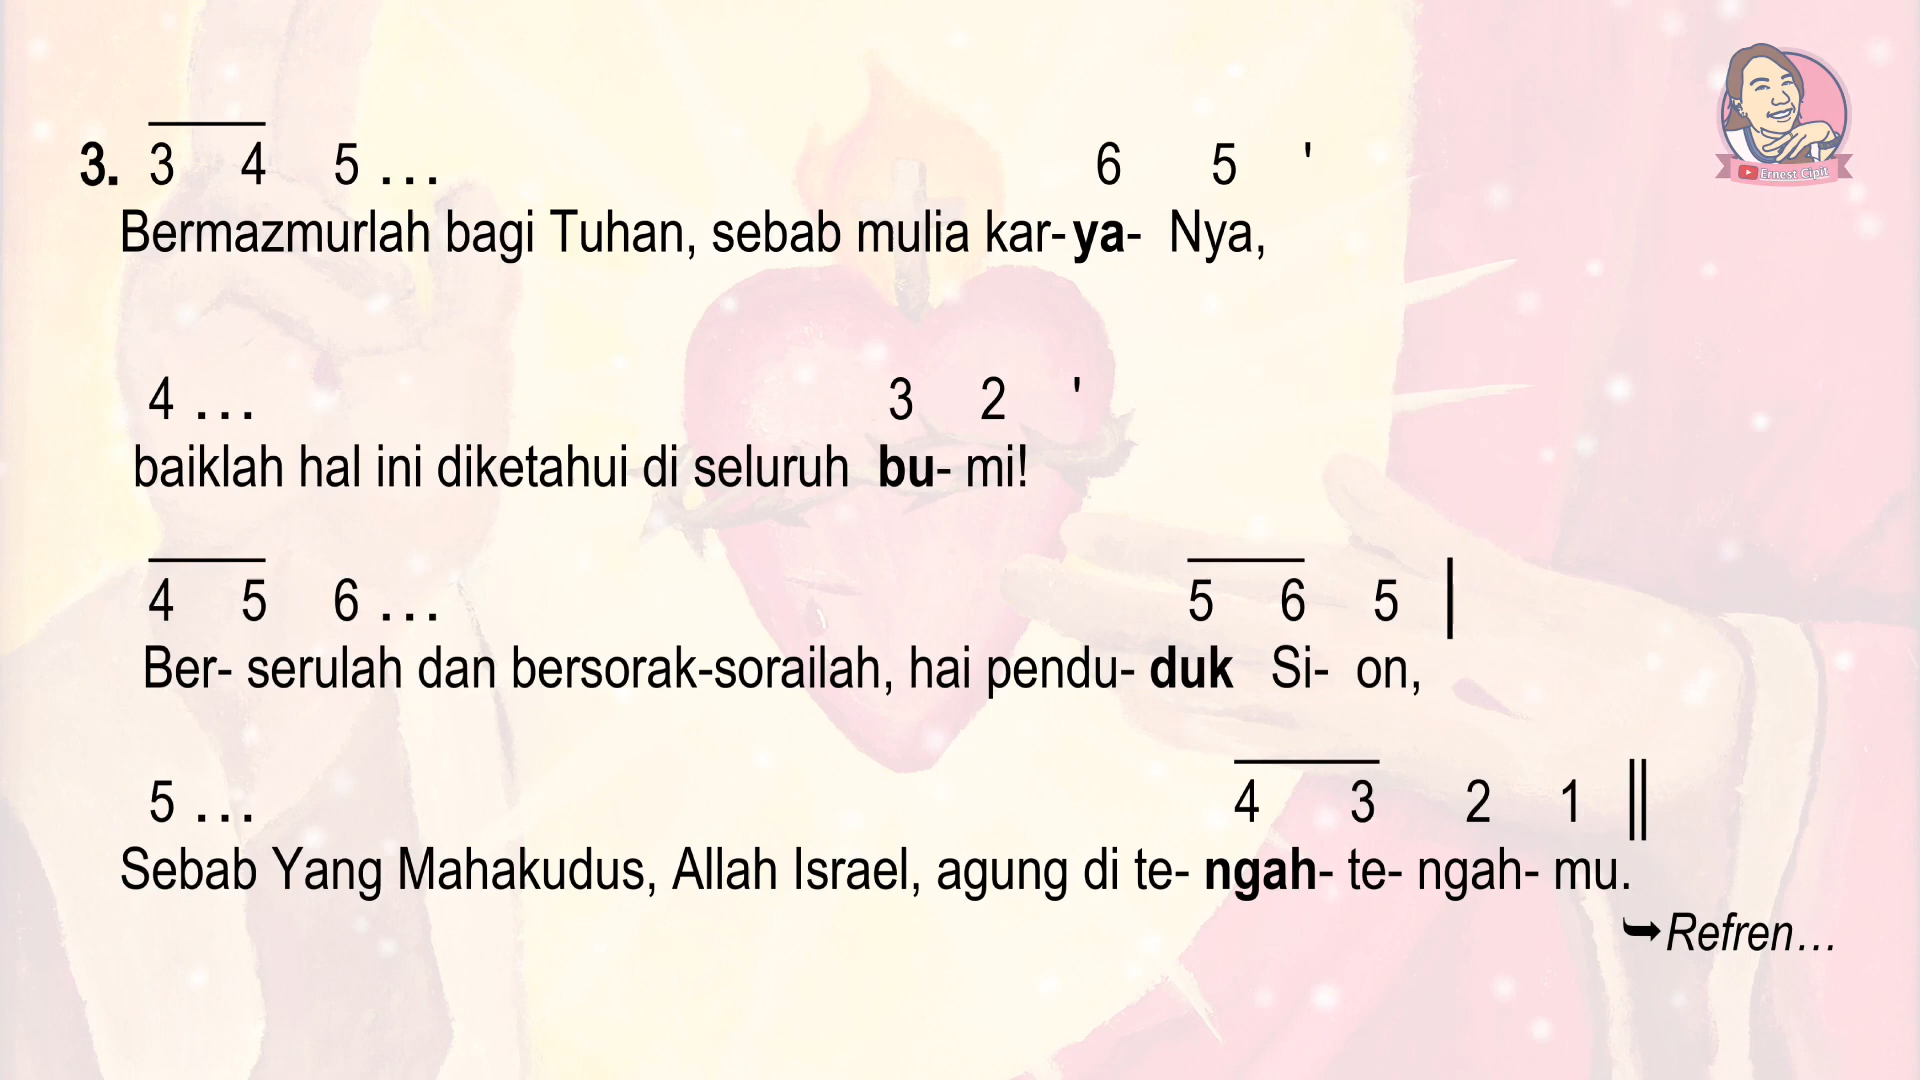 3. 3 4 5 ... 6 5 '
Bermazmurlah bagi Tuhan, sebab mulia kar- ya- Nya,
4 ... 3 2 '
baiklah hal ini diketahui di seluruh bu- mi!
4 5 6 ... 5 6 5 |
Ber- serulah dan bersorak-sorailah, hai pendu- duk Si- on,
5 ... 4 3 2 1 ||
Sebab Yang Mahakudus, Allah Israel, agung di te- ngah- te- ngah- mu.
➥Refren...
Ernest Cipit